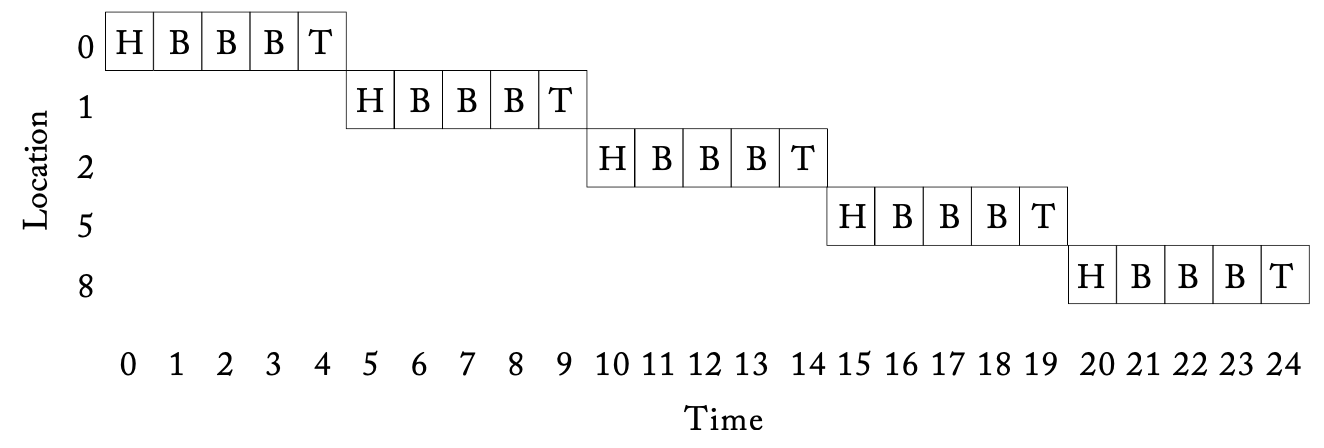 0 H B B B T
1 H B B B T
Location
2 H B B B T
5 H B B B T
8 H B B B T
0 1 2 3 4 5 6 7 8 9 10 11 12 13 14 15 16 17 18 19 20 21 22 23 24
Time